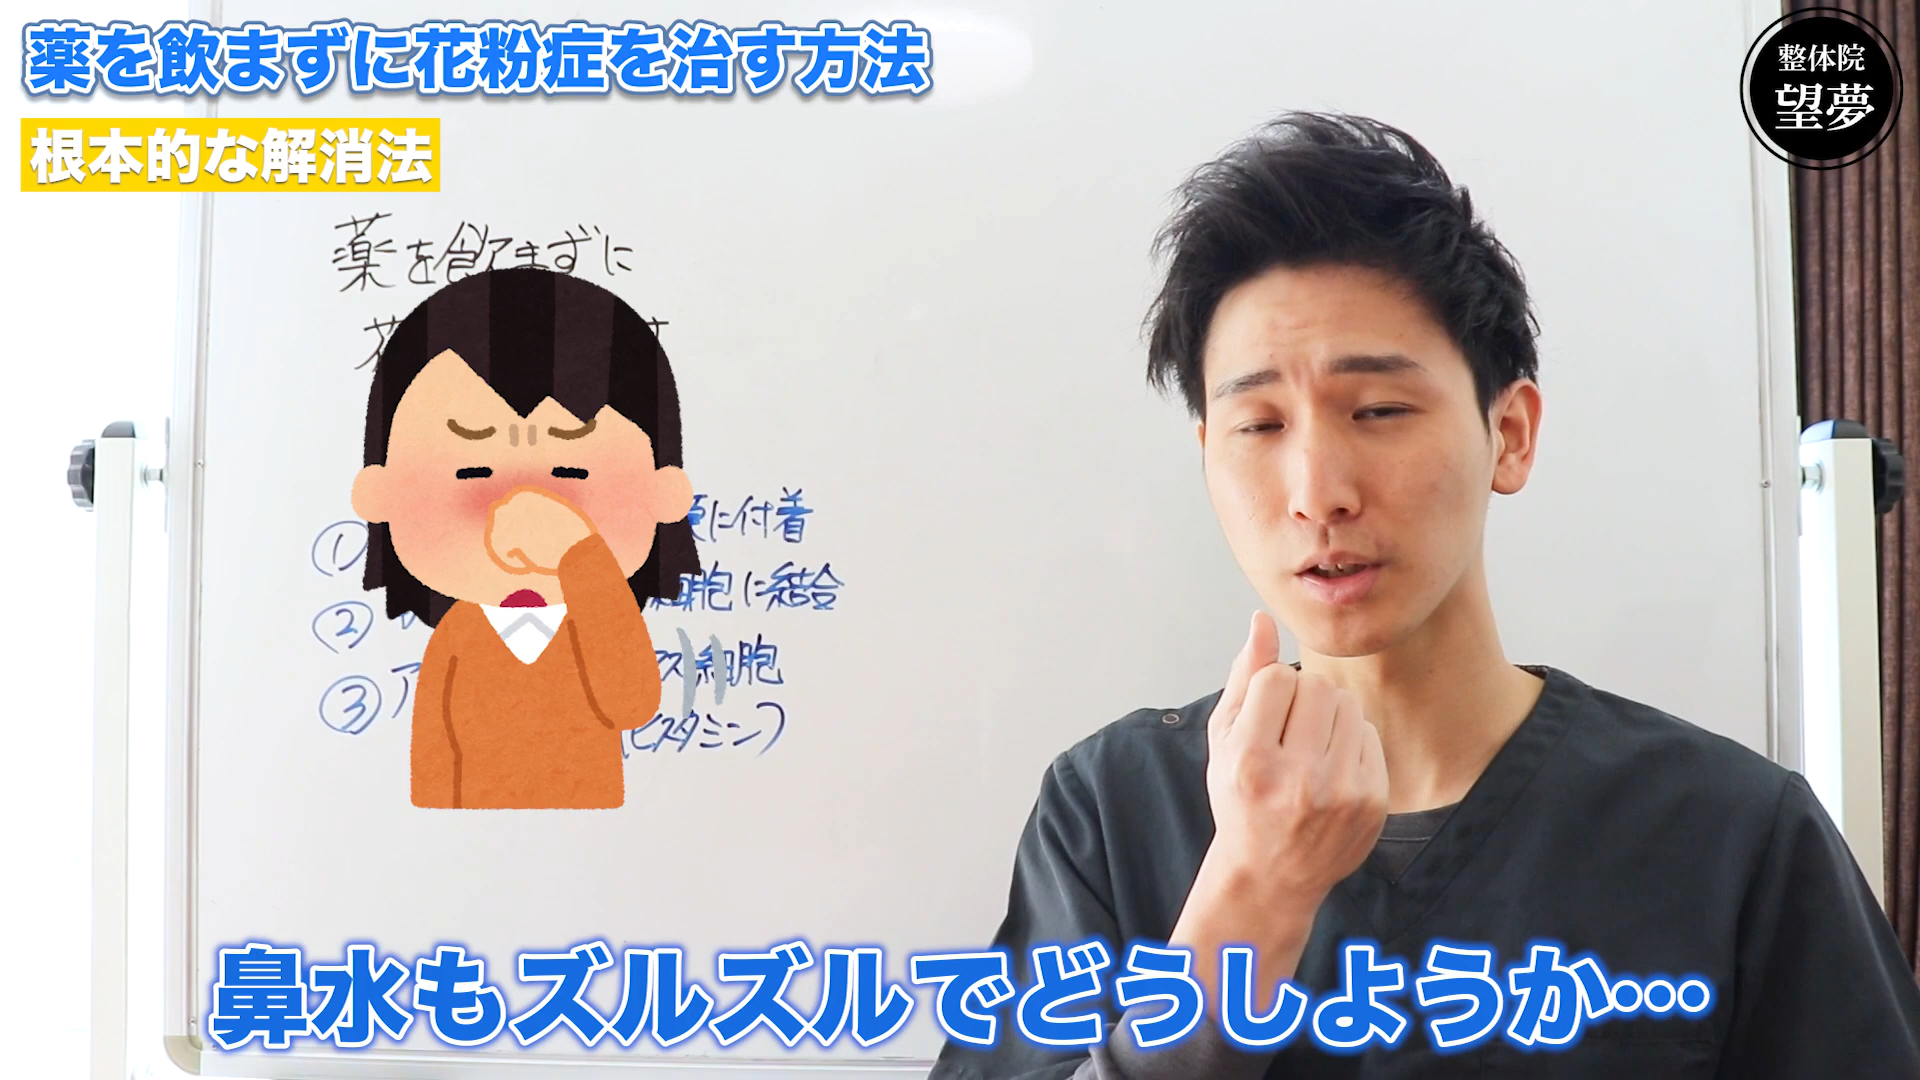 薬を飲まずに花粉症を治す方法
整体院
望夢
根本的な解消法
薬を飲まずに
①
に付着
②
細胞に結合
③ ア
ス細胞
(ヒスタミン)
鼻水もズルズルでどうしようか…